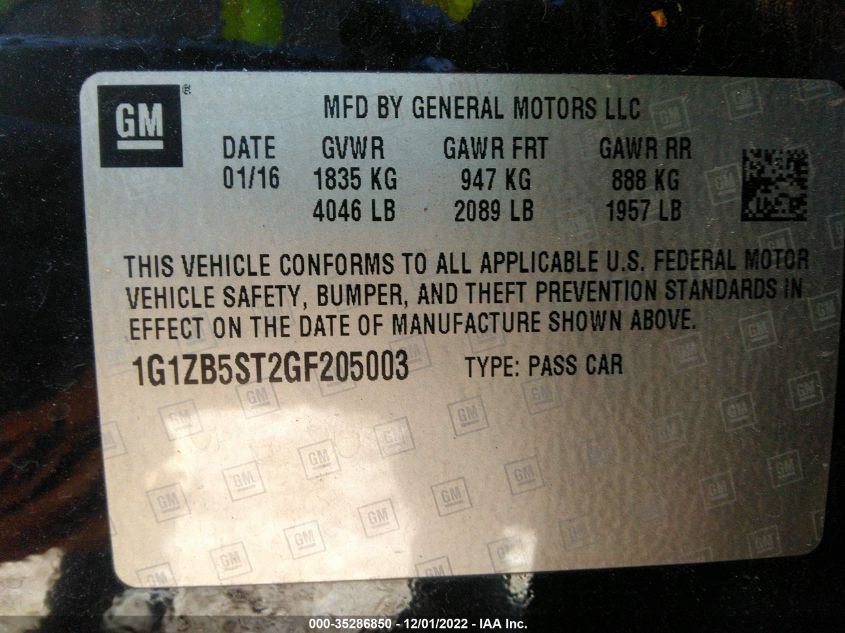 GM ®
MFD BY GENERAL MOTORS LLC
DATE GVWR GAWR FRT GAWR RR
01/16 1835 KG 947 KG 888 KG
4046 LB 2089 LB 1957 LB
THIS VEHICLE CONFORMS TO ALL APPLICABLE U.S. FEDERAL MOTOR
VEHICLE SAFETY, BUMPER, AND THEFT PREVENTION STANDARDS IN
EFFECT ON THE DATE OF MANUFACTURE SHOWN ABOVE.
1G1ZB5ST2GF205003 TYPE: PASS CAR
000-35286850 - 12/01/2022 - IAA Inc.